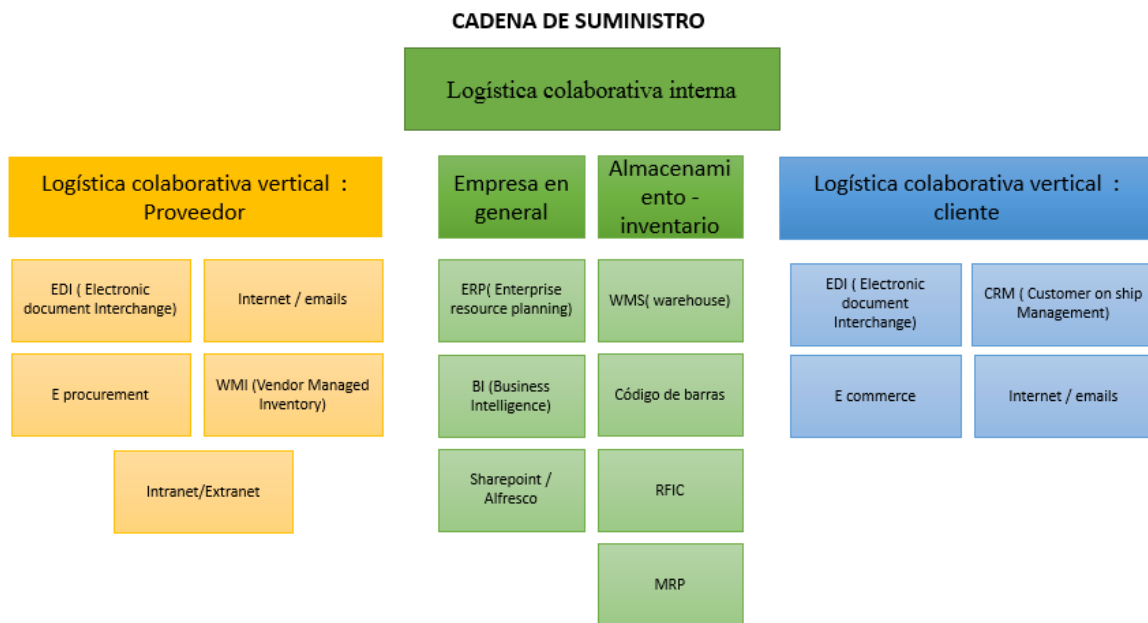 CADENA DE SUMINISTRO
Logística colaborativa interna
Logística colaborativa vertical :
Proveedor
EDI ( Electronic
document Interchange)
Internet / emails
E procurement
WMI (Vendor Managed
Inventory)
Intranet/Extranet
Empresa en
general
ERP( Enterprise
resource planning)
BI (Business
Intelligence)
Sharepoint /
Alfresco
Almacenami
ento -
inventario
WMS( warehouse)
Código de barras
RFIC
MRP
Logística colaborativa vertical :
cliente
EDI ( Electronic
document
Interchange)
CRM ( Customer on ship
Management)
E commerce
Internet / emails